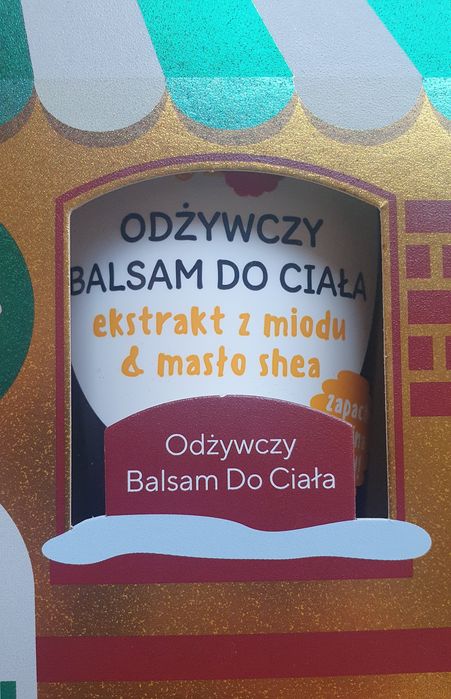 ODŻYWCZY
BALSAM DO CIAŁA
ekstrakt z miodu
& masło shea
Odżywczy
Balsam Do Ciała